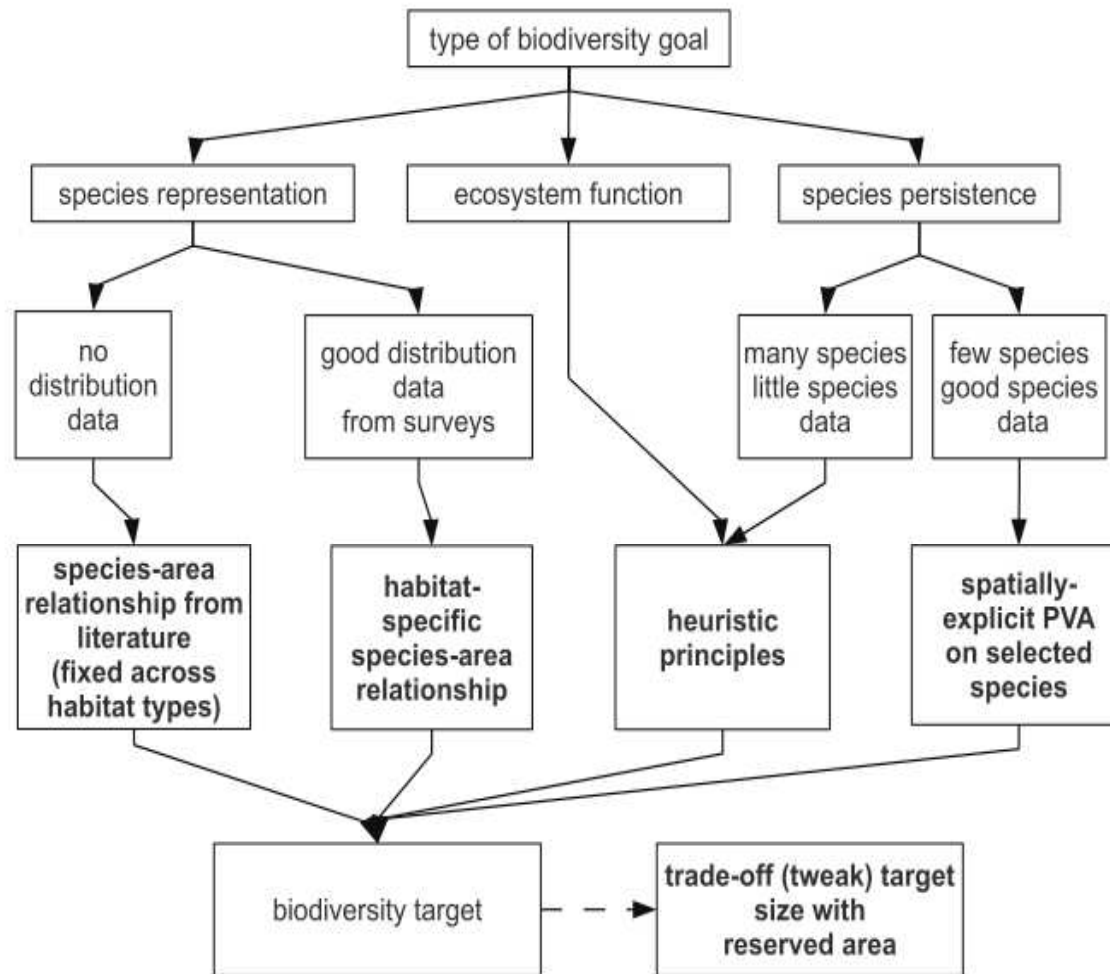 type of biodiversity goal
species representation
ecosystem function
species persistence
no
distribution
data
good distribution
data
from surveys
many species
little species
data
few species
good species
data
species-area
relationship from
literature
(fixed across
habitat types)
habitat-
specific
species-area
relationship
heuristic
principles
spatially-
explicit PVA
on selected
species
biodiversity target
trade-off (tweak) target
size with
reserved area